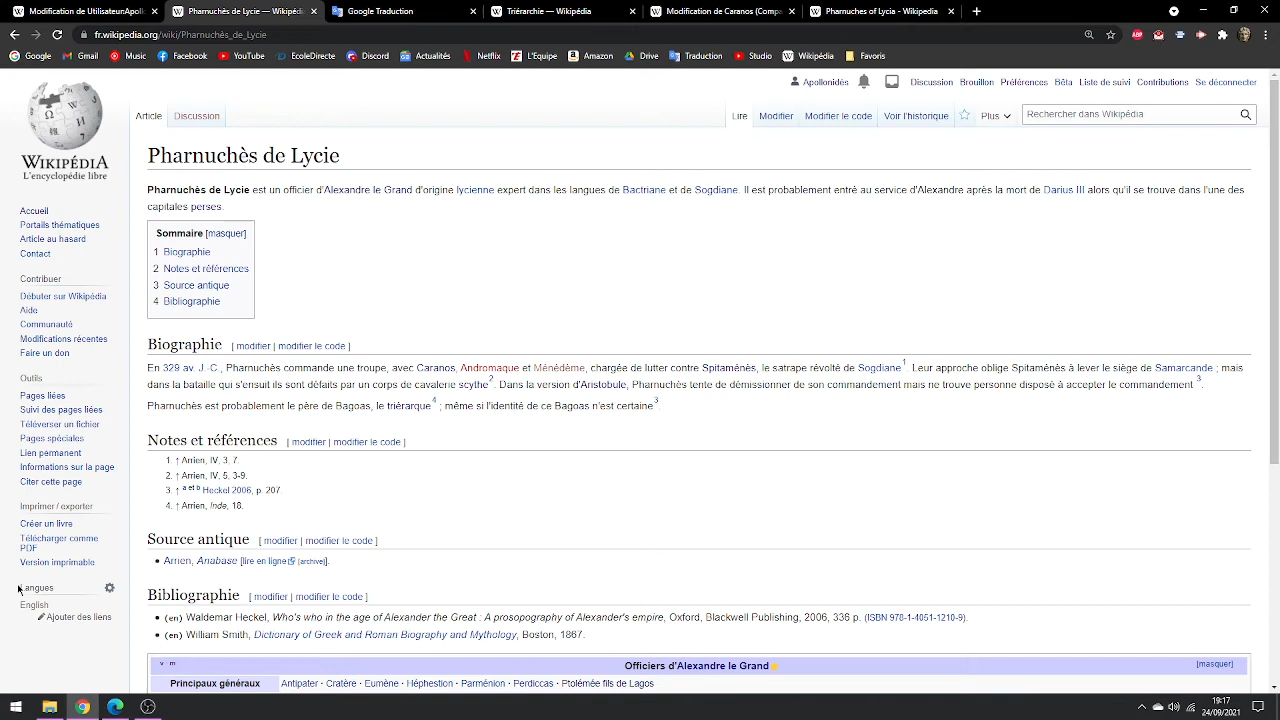 Modification de UtilisateurApoll
Pharnuchès de Lycie — Wikipédi
Google Traduction
Triérarchie — Wikipédia
Modification de Caranos (Comp
Pharnuches of Lycia - Wikipedia
fr.wikipedia.org/wiki/Pharnuchès_de_Lycie
Google
Gmail
Music
Facebook
YouTube
EcoleDirecte
Discord
Actualités
Netflix
L'Equipe
Amazon
Drive
Traduction
Studio
Wikipédia
Favoris
Apollonidès
Discussion
Brouillon
Préférences
Bêta
Liste de suivi
Contributions
Se déconnecter
Article
Discussion
Lire
Modifier
Modifier le code
Voir l'historique
Plus
Rechercher dans Wikipédia
WIKIPÉDIA
L'encyclopédie libre
Accueil
Portails thématiques
Article au hasard
Contact
Contribuer
Débuter sur Wikipédia
Aide
Communauté
Modifications récentes
Faire un don
Outils
Pages liées
Suivi des pages liées
Téléverser un fichier
Pages spéciales
Lien permanent
Informations sur la page
Citer cette page
Imprimer / exporter
Créer un livre
Télécharger comme
PDF
Version imprimable
Langues
English
Ajouter des liens
Pharnuchès de Lycie
Pharnuchès de Lycie est un officier d'Alexandre le Grand d'origine lycienne expert dans les langues de Bactriane et de Sogdiane. Il est probablement entré au service d'Alexandre après la mort de Darius III alors qu'il se trouve dans l'une des
capitales perses.
Sommaire [masquer]
1 Biographie
2 Notes et références
3 Source antique
4 Bibliographie
Biographie [ modifier | modifier le code ]
En 329 av. J.-C., Pharnuchès commande une troupe, avec Caranos, Andromaque et Ménédème, chargée de lutter contre Spitaménès, le satrape révolté de Sogdiane 1. Leur approche oblige Spitaménès à lever le siège de Samarcande ; mais
dans la bataille qui s'ensuit ils sont défaits par un corps de cavalerie scythe 2. Dans la version d'Aristobule, Pharnuchès tente de démissionner de son commandement mais ne trouve personne disposé à accepter le commandement 3.
Pharnuchès est probablement le père de Bagoas, le triérarque 4 ; même si l'identité de ce Bagoas n'est certaine 3.
Notes et références [ modifier | modifier le code ]
1. ↑ Arrien, IV, 3, 7.
2. ↑ Arrien, IV, 5, 3-9.
3. ↑ a et b Heckel 2006, p. 207.
4. ↑ Arrien, Inde, 18.
Source antique [ modifier | modifier le code ]
• Arrien, Anabase [lire en ligne [archive]].
Bibliographie [ modifier | modifier le code ]
• (en) Waldemar Heckel, Who's who in the age of Alexander the Great : A prosopography of Alexander's empire, Oxford, Blackwell Publishing, 2006, 336 p. (ISBN 978-1-4051-1210-9).
• (en) William Smith, Dictionary of Greek and Roman Biography and Mythology, Boston, 1867.
v · m
Officiers d'Alexandre le Grand
[masquer]
Principaux généraux
Antipater · Cratère · Eumène · Héphestion · Parménion · Perdiccas · Ptolémée fils de Lagos
19:17
24/09/2021